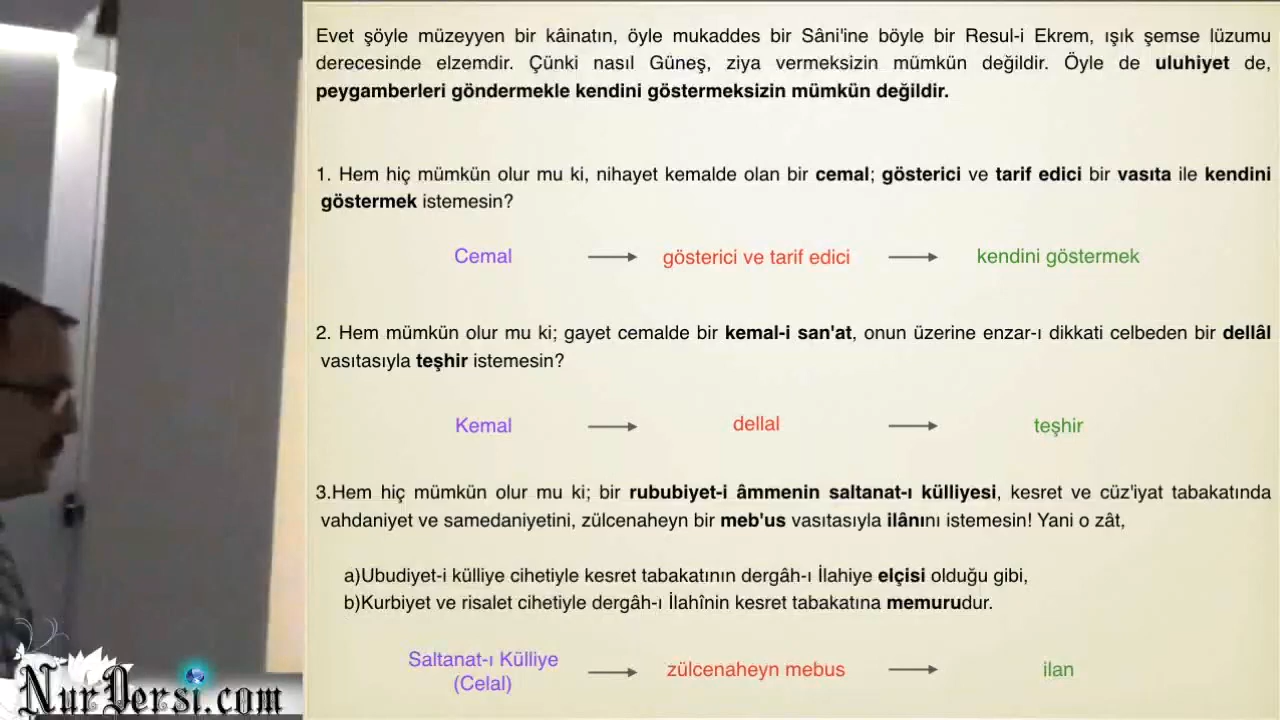 Evet şöyle müzeyyen bir kâinatın, öyle mukaddes bir Sâni'ine böyle bir Resul-i Ekrem, ışık şemse lüzumu
derecesinde elzemdir. Çünki nasıl Güneş, ziya vermeksizin mümkün değildir. Öyle de uluhiyet de,
peygamberleri göndermekle kendini göstermeksizin mümkün değildir.
1. Hem hiç mümkün olur mu ki, nihayet kemalde olan bir cemal; gösterici ve tarif edici bir vasıta ile kendini
göstermek istemesin?
Cemal → gösterici ve tarif edici → kendini göstermek
2. Hem mümkün olur mu ki; gayet cemalde bir kemal-i san'at, onun üzerine enzar-ı dikkati celbeden bir dellâl
vasıtasıyla teşhir istemesin?
Kemal → dellal → teşhir
3.Hem hiç mümkün olur mu ki; bir rububiyet-i âmmenin saltanat-ı külliyesi, kesret ve cüz'iyat tabakatında
vahdaniyet ve samedaniyetini, zülcenaheyn bir meb'us vasıtasıyla ilânını istemesin! Yani o zât,
a)Ubudiyet-i külliye cihetiyle kesret tabakatının dergâh-ı İlahiye elçisi olduğu gibi,
b)Kurbiyet ve risalet cihetiyle dergâh-ı İlahînin kesret tabakatına memurudur.
Saltanat-ı Külliye
(Celal) → zülcenaheyn mebus → ilan
NurDersi.com